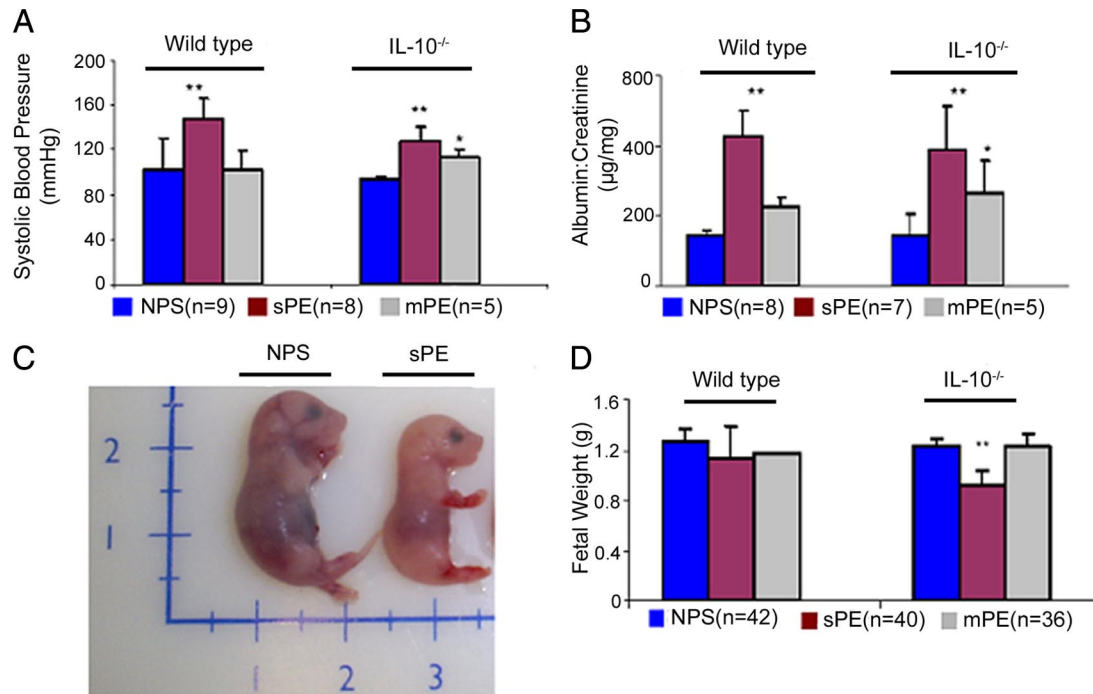 A
Wild type
IL-10-/-
Systolic Blood Pressure
(mmHg)
200
160
120
80
40
0
**
**
*
NPS(n=9) sPE(n=8) mPE(n=5)
B
Wild type
IL-10-/-
Albumin:Creatinine
(μg/mg)
800
400
200
0
**
**
*
NPS(n=8) sPE(n=7) mPE(n=5)
C
NPS sPE
2
1
1 2 3
D
Wild type
IL-10-/-
Fetal Weight (g)
1.6
1.2
0.8
0.4
0
**
NPS(n=42) sPE(n=40) mPE(n=36)